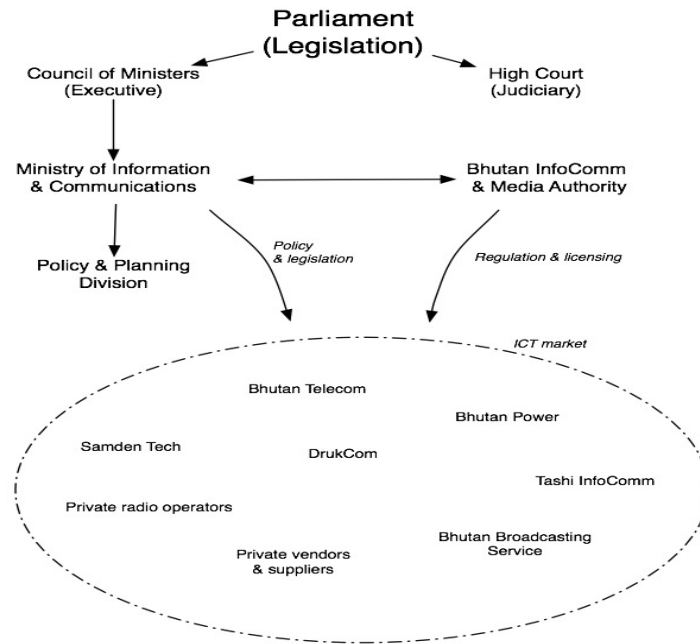 Parliament
(Legislation)
Council of Ministers
(Executive)
High Court
(Judiciary)
Ministry of Information
& Communications
Bhutan InfoComm
& Media Authority
Policy
& legislation
Regulation & licensing
Policy & Planning
Division
ICT market
Bhutan Telecom
Bhutan Power
Samden Tech
DrukCom
Tashi InfoComm
Private radio operators
Bhutan Broadcasting
Service
Private vendors
& suppliers